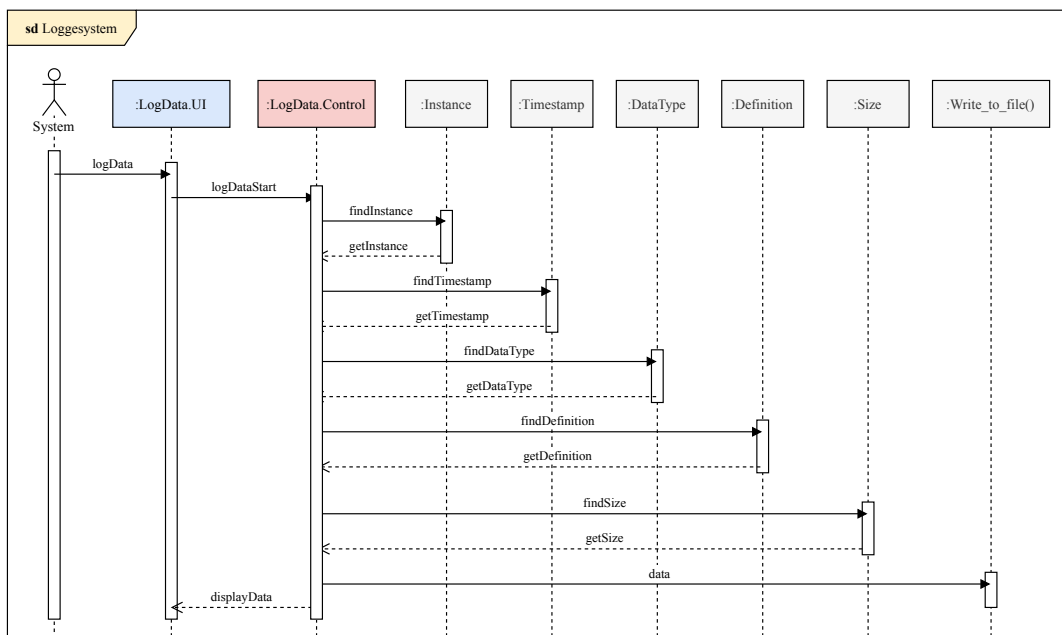 sd Loggesystem
System
:LogData.UI
:LogData.Control
:Instance
:Timestamp
:DataType
:Definition
:Size
:Write_to_file()
logData
logDataStart
findInstance
getInstance
findTimestamp
getTimestamp
findDataType
getDataType
findDefinition
getDefinition
findSize
getSize
data
displayData